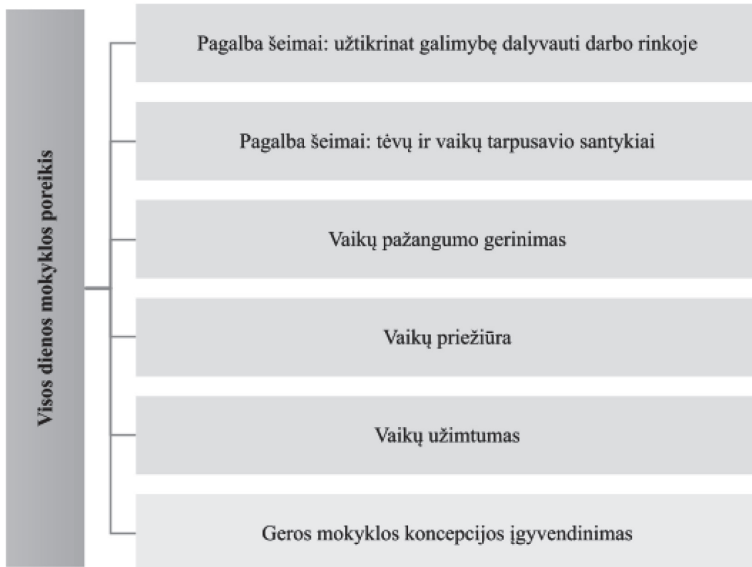 Visos dienos mokyklos poreikis
Pagalba šeimai: užtikrinat galimybę dalyvauti darbo rinkoje
Pagalba šeimai: tėvų ir vaikų tarpusavio santykiai
Vaikų pažangumo gerinimas
Vaikų priežiūra
Vaikų užimtumas
Geros mokyklos koncepcijos įgyvendinimas